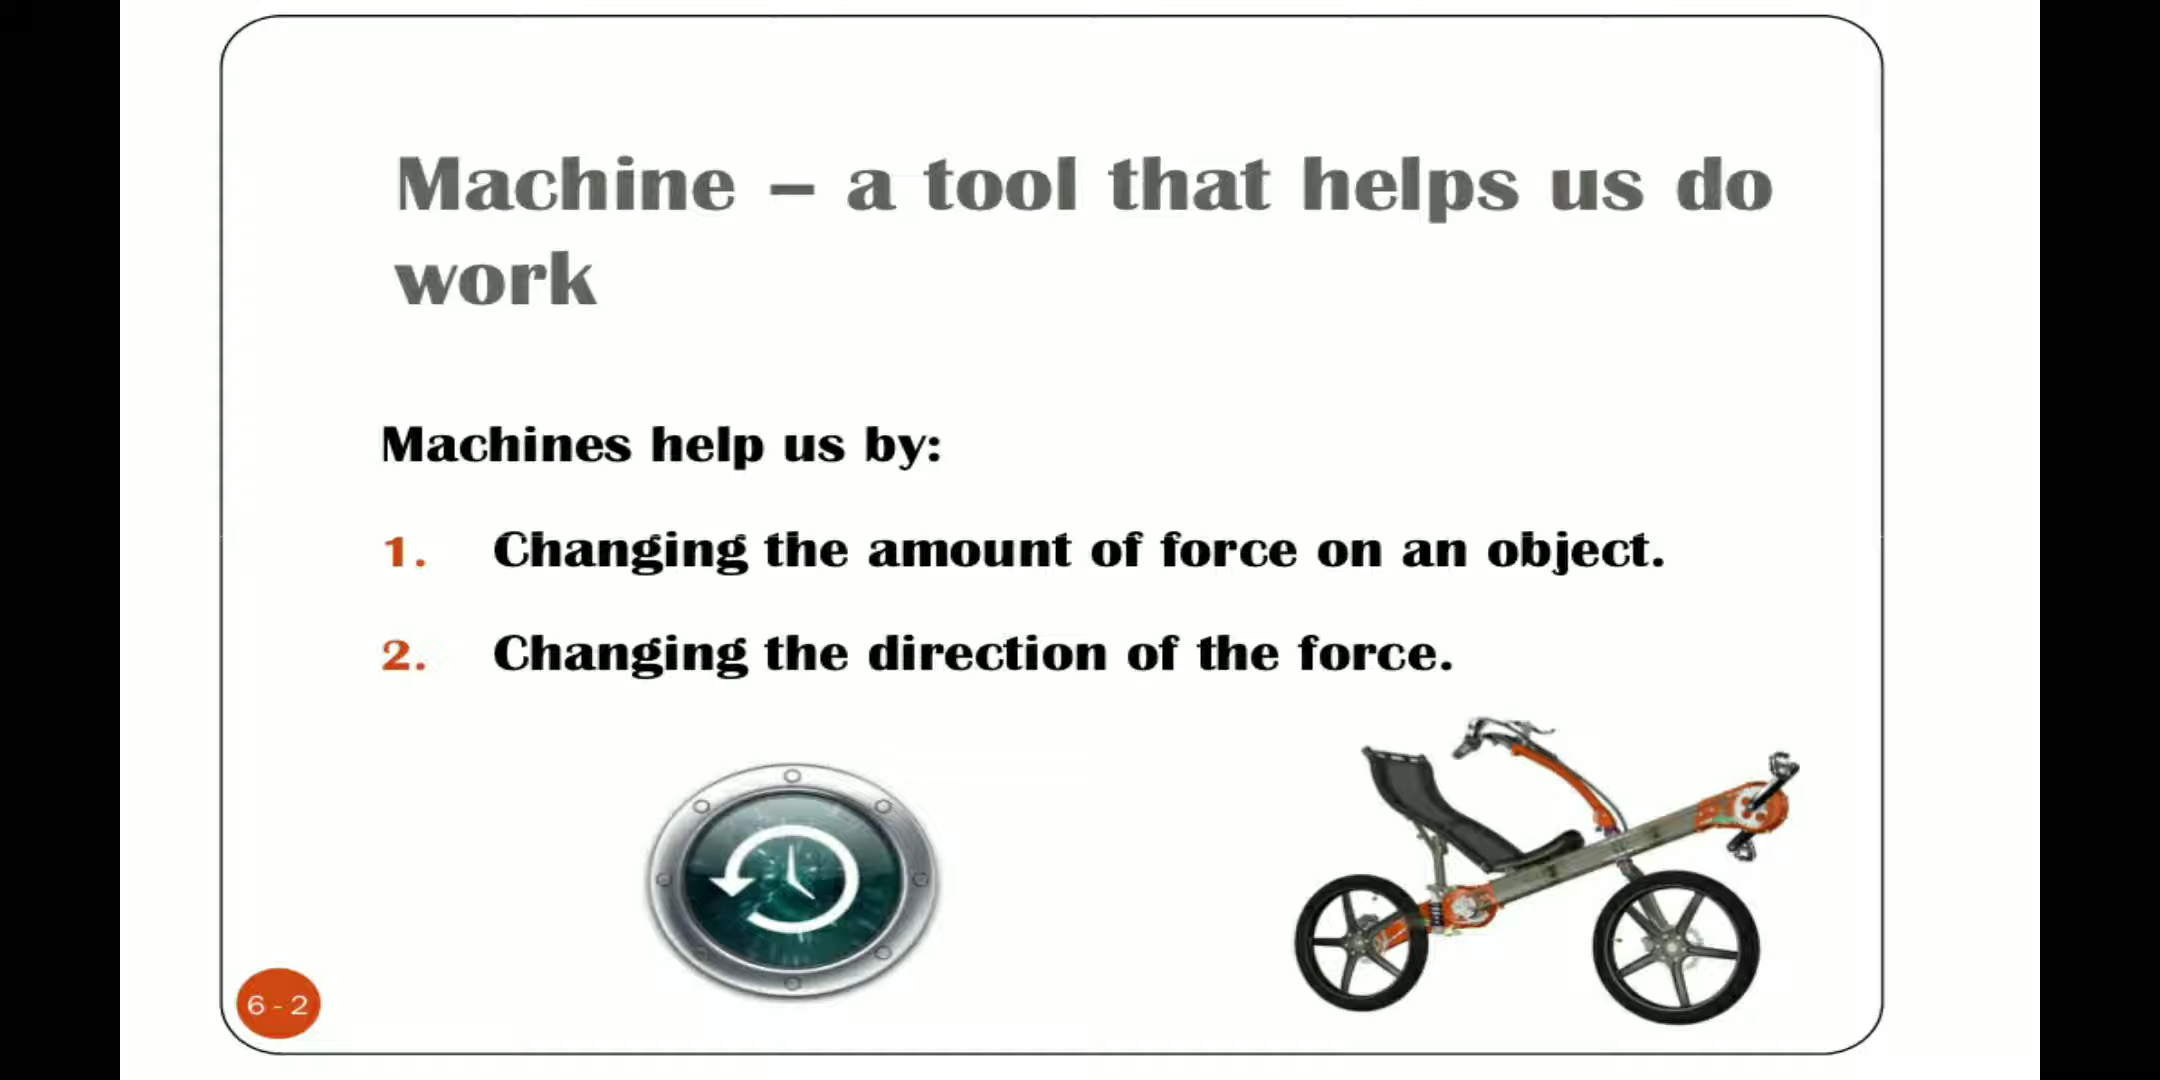 Machine – a tool that helps us do
work
Machines help us by:
1. Changing the amount of force on an object.
2. Changing the direction of the force.
6 - 2